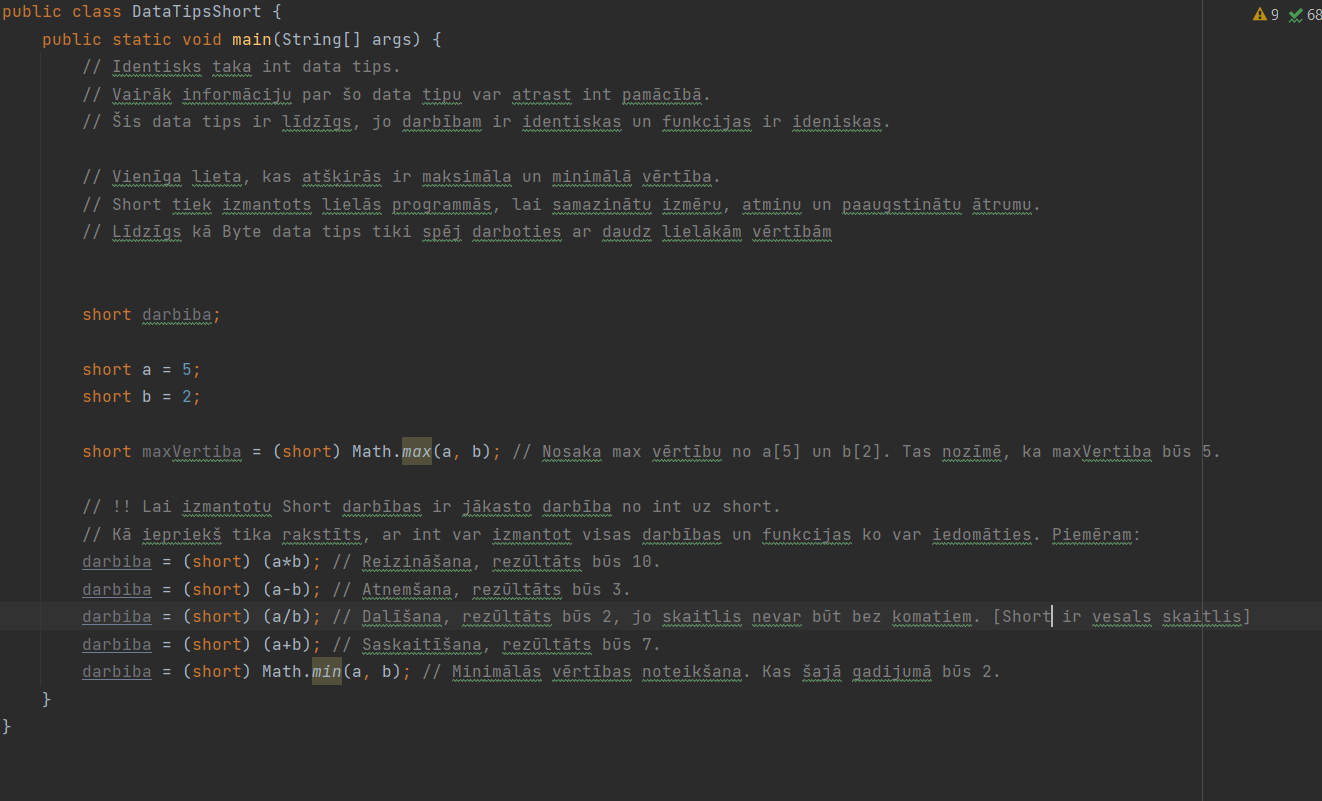 public class DataTipsShort {
9 68
public static void main(String[] args) {
// Identisks taka int data tips.
// Vairāk informāciju par šo data tipu var atrast int pamācībā.
// Šis data tips ir līdzīgs, jo darbībam ir identiskas un funkcijas ir ideniskas.
// Vienīga lieta, kas atšķirās ir maksimāla un minimālā vērtība.
// Short tiek izmantots lielās programmās, lai samazinātu izmēru, atmiņu un paaugstinātu ātrumu.
// Līdzīgs kā Byte data tips tiki spēj darboties ar daudz lielākām vērtībām
short darbiba;
short a = 5;
short b = 2;
short maxVertiba = (short) Math.max(a, b); // Nosaka max vērtību no a[5] un b[2]. Tas nozīmē, ka maxVertiba būs 5.
// !! Lai izmantotu Short darbības ir jākasto darbība no int uz short.
// Kā iepriekš tika rakstīts, ar int var izmantot visas darbības un funkcijas ko var iedomāties. Piemēram:
darbiba = (short) (a*b); // Reizināšana, rezūltāts būs 10.
darbiba = (short) (a-b); // Atņemšana, rezūltāts būs 3.
darbiba = (short) (a/b); // Dalīšana, rezūltāts būs 2, jo skaitlis nevar būt bez komatiem. [Short ir vesals skaitlis]
darbiba = (short) (a+b); // Saskaitīšana, rezūltāts būs 7.
darbiba = (short) Math.min(a, b); // Minimālās vērtības noteikšana. Kas šajā gadijumā būs 2.
}
}